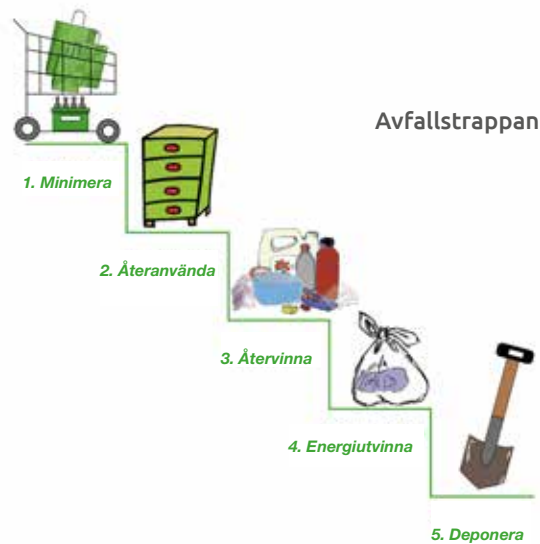 Avfallstrappan
1. Minimera
2. Återanvända
3. Återvinna
4. Energiutvinna
5. Deponera